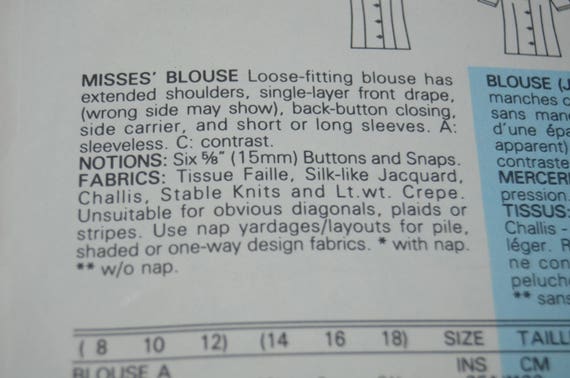 MISSES' BLOUSE Loose-fitting blouse has
extended shoulders, single-layer front drape,
(wrong side may show), back-button closing,
side carrier, and short or long sleeves. A:
sleeveless. C: contrast.
NOTIONS: Six ⅝" (15mm) Buttons and Snaps.
FABRICS: Tissue Faille, Silk-like Jacquard,
Challis, Stable Knits and Lt.wt. Crepe.
Unsuitable for obvious diagonals, plaids or
stripes. Use nap yardages/layouts for pile,
shaded or one-way design fabrics. * with nap.
** w/o nap.
BLOUSE (J
manches c
sans man
d'une épa
apparent)
contraste
MERCER
pression.
TISSUS:
Challis -
léger. R
ne con
peluch
** sans
( 8 10 12) (14 16 18) SIZE TAILL
BLOUSE A INS CM